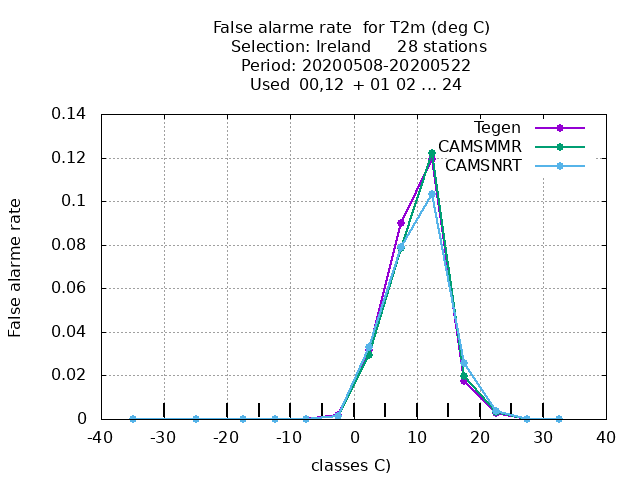 False alarme rate  for T2m (deg C)
Selection: Ireland     28 stations
Period: 20200508-20200522
Used  00,12  + 01 02 ... 24
0.14
0.12
0.1
0.08
0.06
0.04
0.02
0
False alarme rate
Tegen
CAMSMMR
CAMSNRT
-40 -30 -20 -10 0 10 20 30 40
classes C)